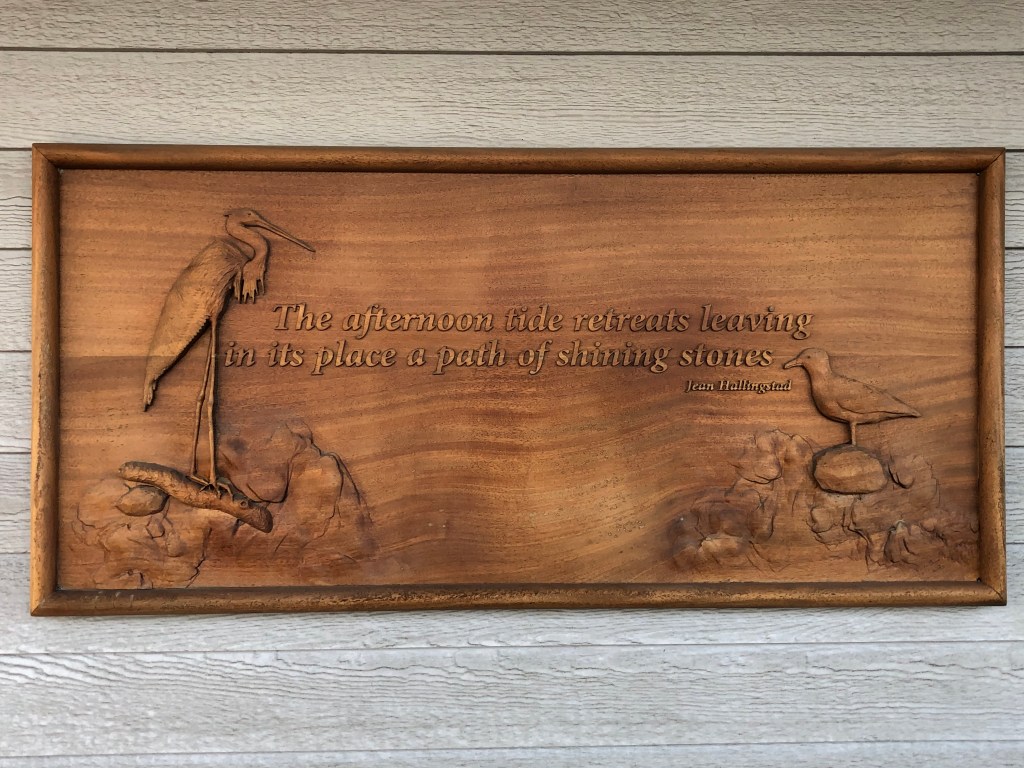 The afternoon tide retreats leaving
in its place a path of shining stones
Jean Hallingstad